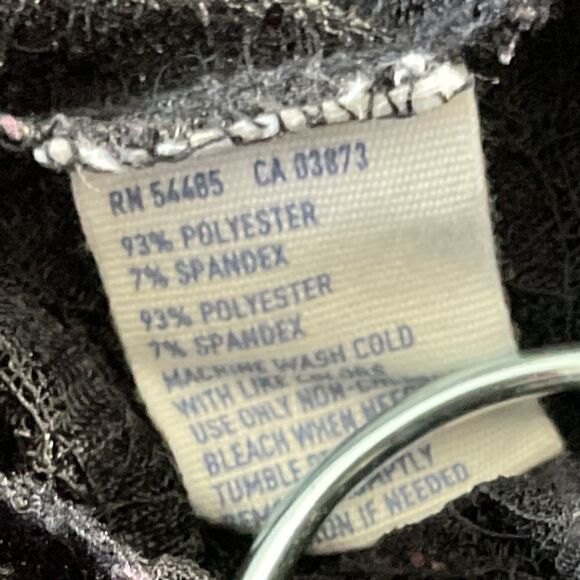 RN 54485 CA 03873
93% POLYESTER
7% SPANDEX
93% POLYESTER
7% SPANDEX
MACHINE WASH COLD
WITH LIKE COLORS
USE ONLY NON-
BLEACH WHEN
TUMBLE
IF NEEDED